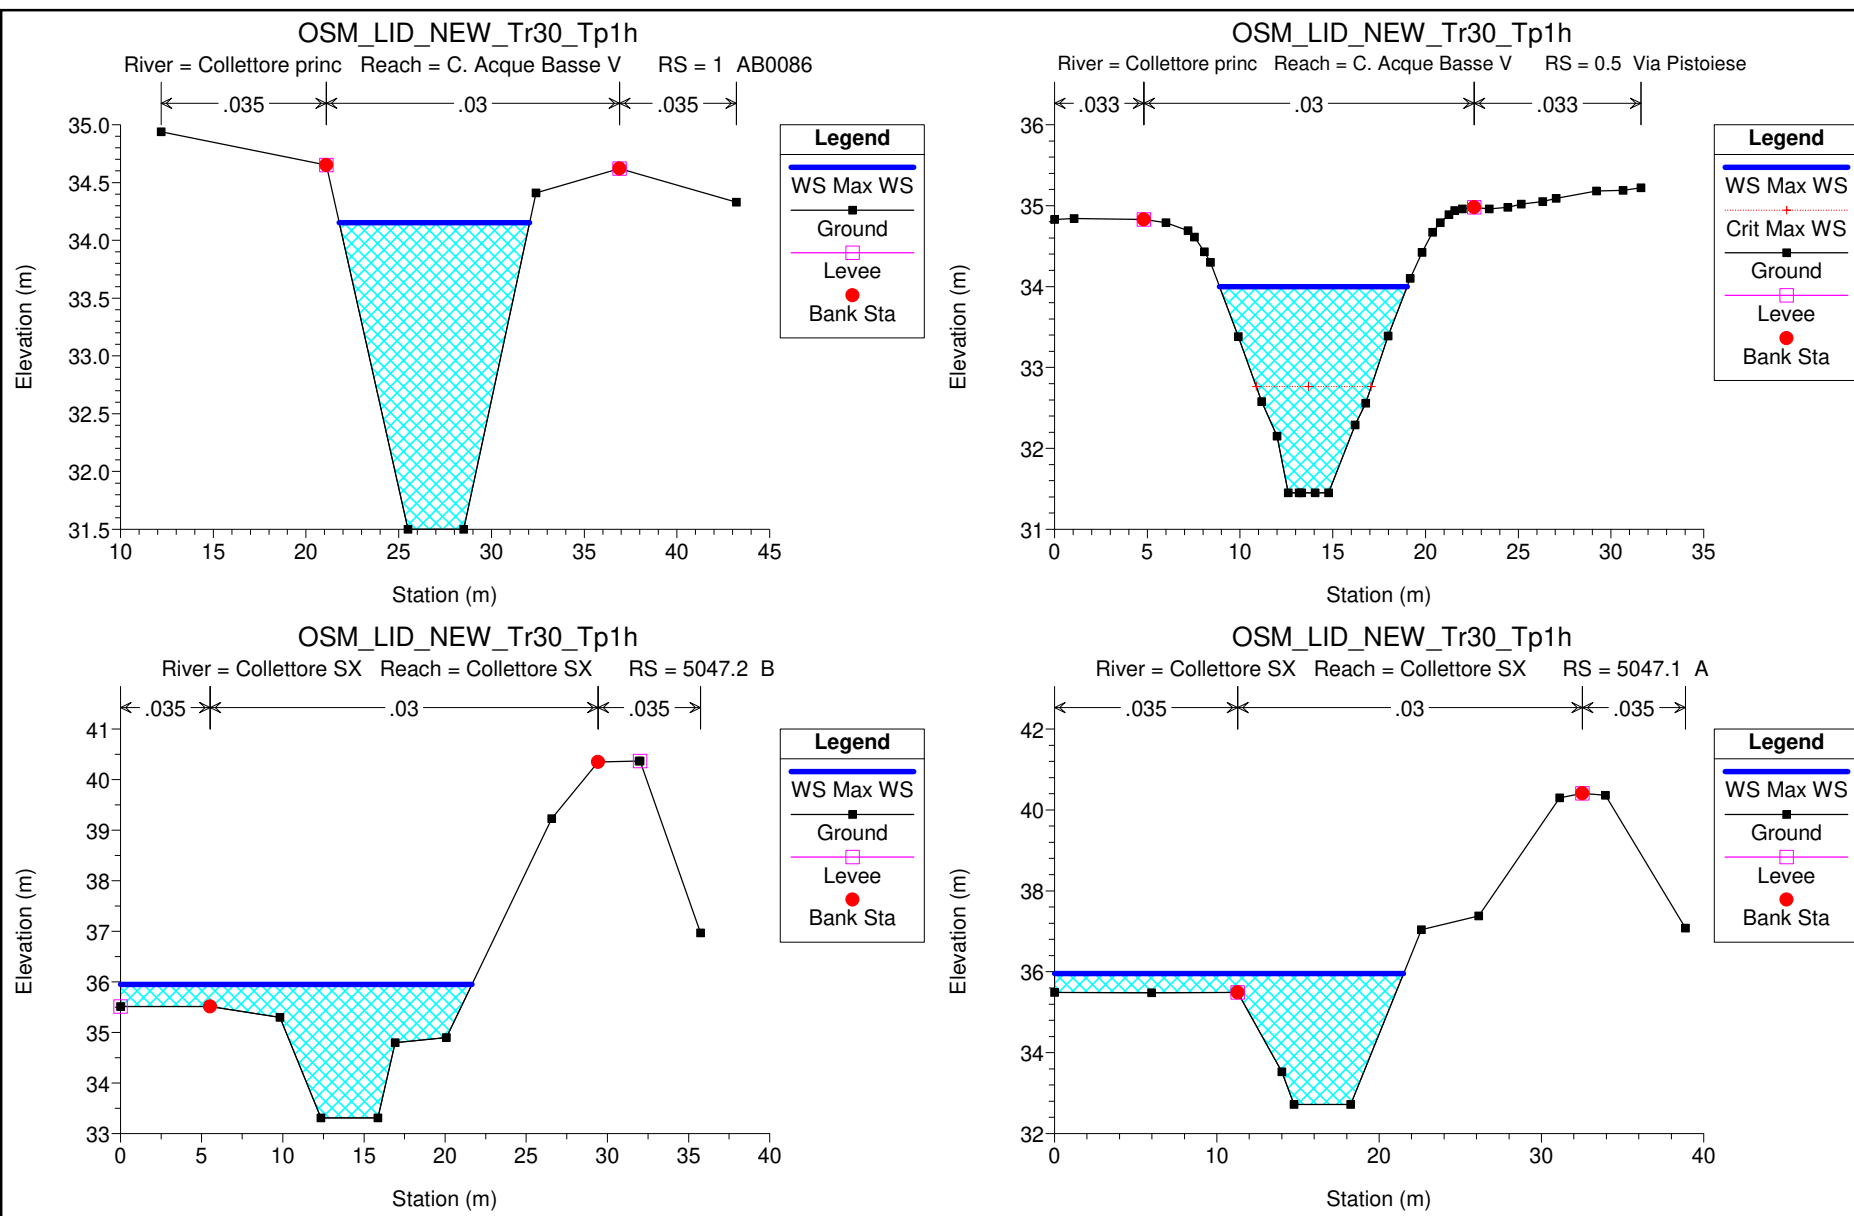 OSM_LID_NEW_Tr30_Tp1h
River = Collettore princ Reach = C. Acque Basse V RS = 1 AB0086
.035 .03 .035
35.0
34.5
34.0
33.5
33.0
32.5
32.0
31.5
Elevation (m)
10 15 20 25 30 35 40 45
Station (m)
Legend
WS Max WS
Ground
Levee
Bank Sta
OSM_LID_NEW_Tr30_Tp1h
River = Collettore princ Reach = C. Acque Basse V RS = 0.5 Via Pistoiese
.033 .03 .033
36
35
34
33
32
31
Elevation (m)
0 5 10 15 20 25 30 35
Station (m)
Legend
WS Max WS
Crit Max WS
Ground
Levee
Bank Sta
OSM_LID_NEW_Tr30_Tp1h
River = Collettore SX Reach = Collettore SX RS = 5047.2 B
.035 .03 .035
41
40
39
38
37
36
35
34
33
Elevation (m)
0 5 10 15 20 25 30 35 40
Station (m)
Legend
WS Max WS
Ground
Levee
Bank Sta
OSM_LID_NEW_Tr30_Tp1h
River = Collettore SX Reach = Collettore SX RS = 5047.1 A
.035 .03 .035
42
40
38
36
34
32
Elevation (m)
0 10 20 30 40
Station (m)
Legend
WS Max WS
Ground
Levee
Bank Sta